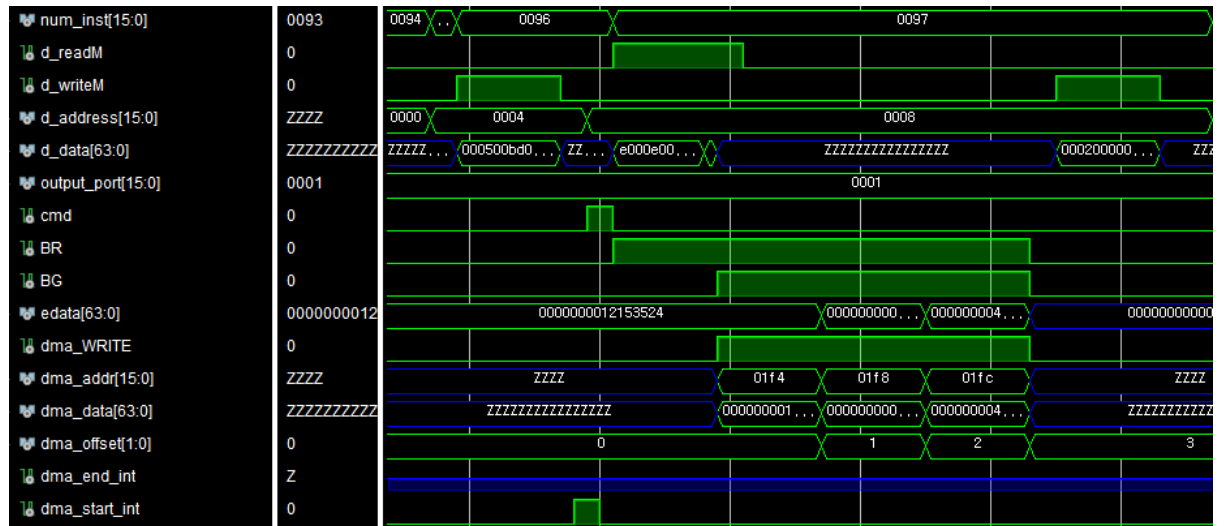 num_inst[15:0] 0093 0094 .. 0096 0097
d_readM 0
d_writeM 0
d_address[15:0] ZZZZ 0000 0004 0008
d_data[63:0] ZZZZZZZZZZ ZZZZZ... 000500bd0... ZZ... e000e00... ZZZZZZZZZZZZZZZZ 000200000... ZZZ
output_port[15:0] 0001 0001
cmd 0
BR 0
BG 0
edata[63:0] 0000000012 0000000012153524 000000000... 000000004... 00000000000
dma_WRITE 0
dma_addr[15:0] ZZZZ ZZZZ 01f4 01f8 01fc ZZZZ
dma_data[63:0] ZZZZZZZZZZ ZZZZZZZZZZZZZZZZ 000000001... 000000000... 000000004... ZZZZZZZZZZZ
dma_offset[1:0] 0 0 1 2 3
dma_end_int Z
dma_start_int 0